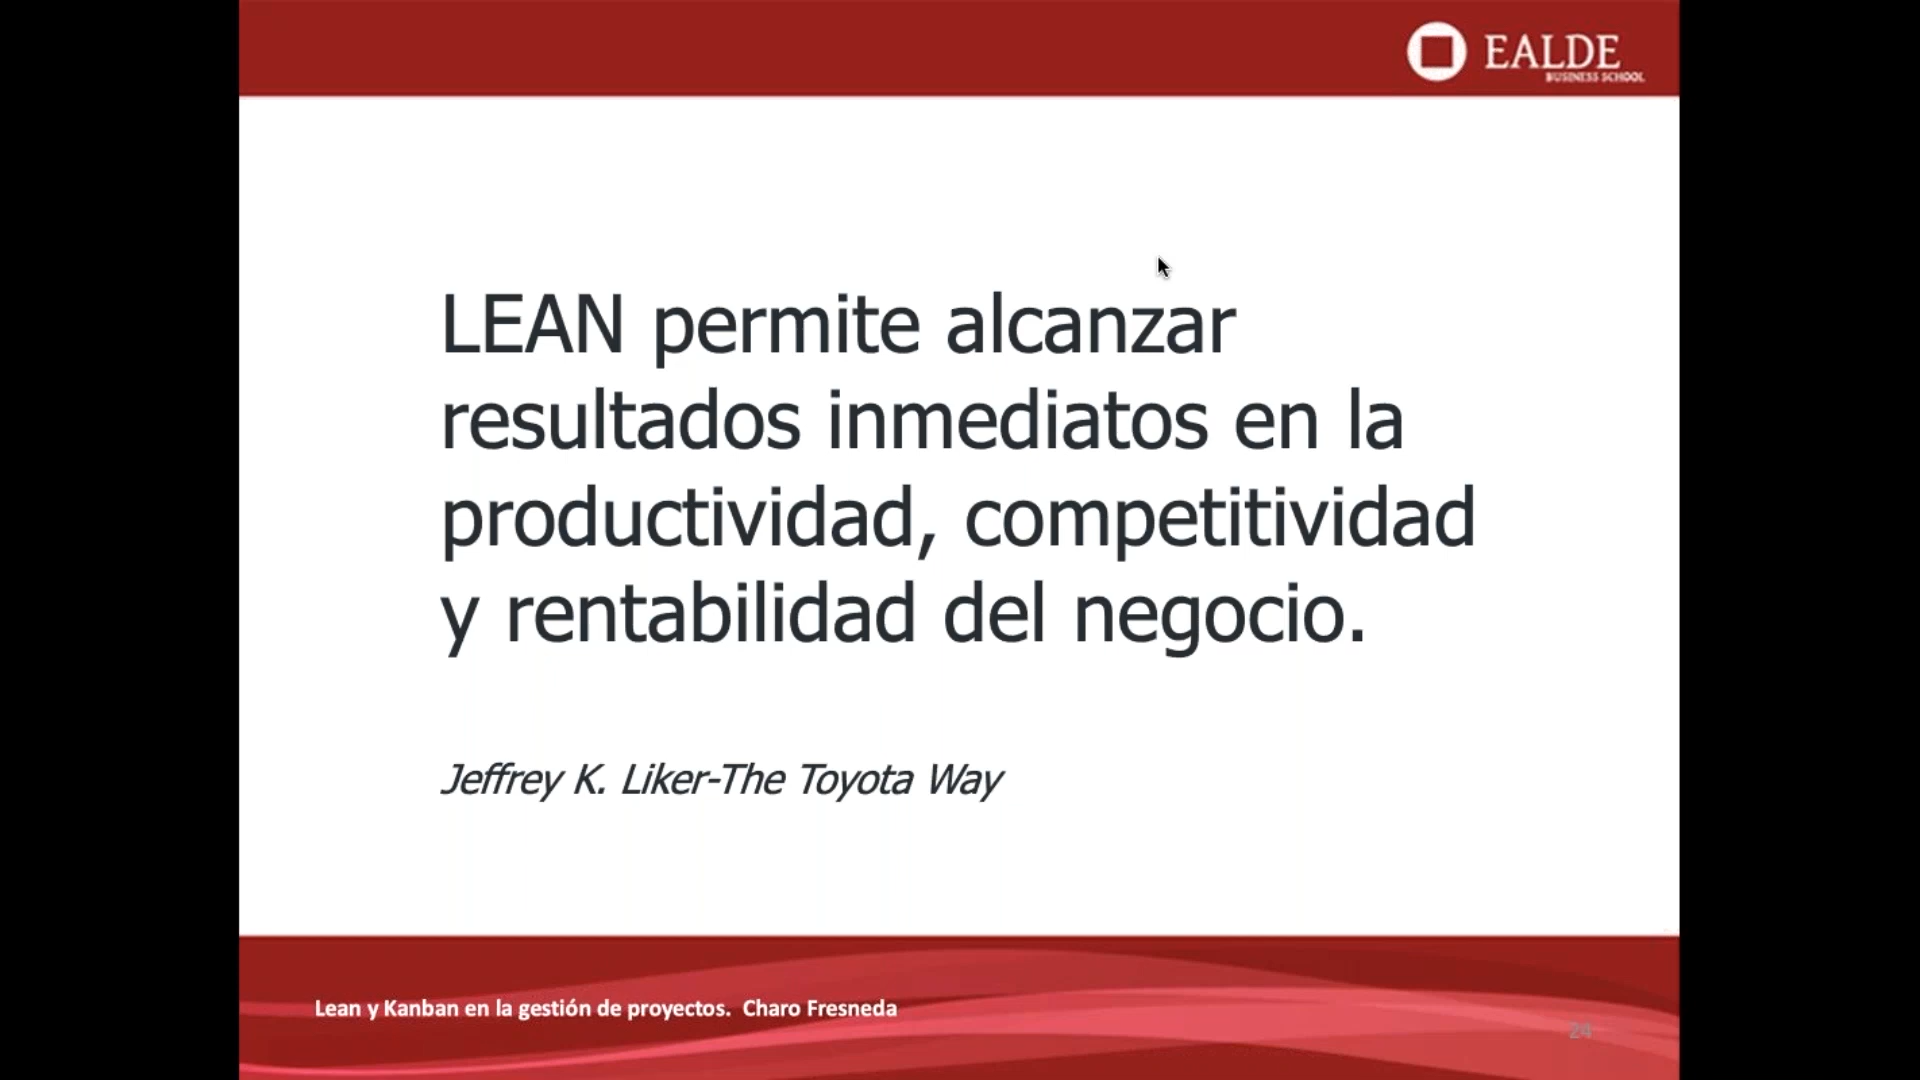 EALDE
BUSINESS SCHOOL
LEAN permite alcanzar
resultados inmediatos en la
productividad, competitividad
y rentabilidad del negocio.
Jeffrey K. Liker-The Toyota Way
Lean y Kanban en la gestión de proyectos.  Charo Fresneda
24